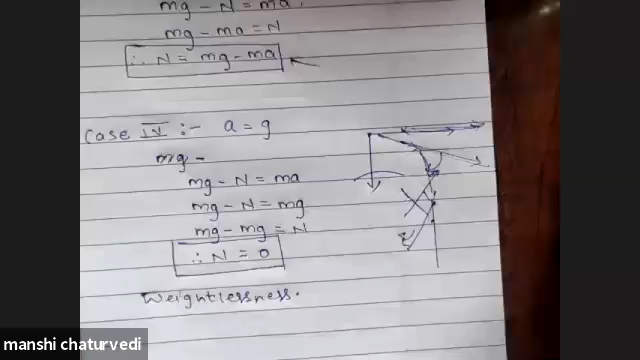 mg - N = ma.
mg - ma = N
∴ N = mg - ma
Case IV :- a = g
mg -
mg - N = ma
mg - N = mg
mg - mg = N
∴ N = 0
Weightlessness.
manshi chaturvedi